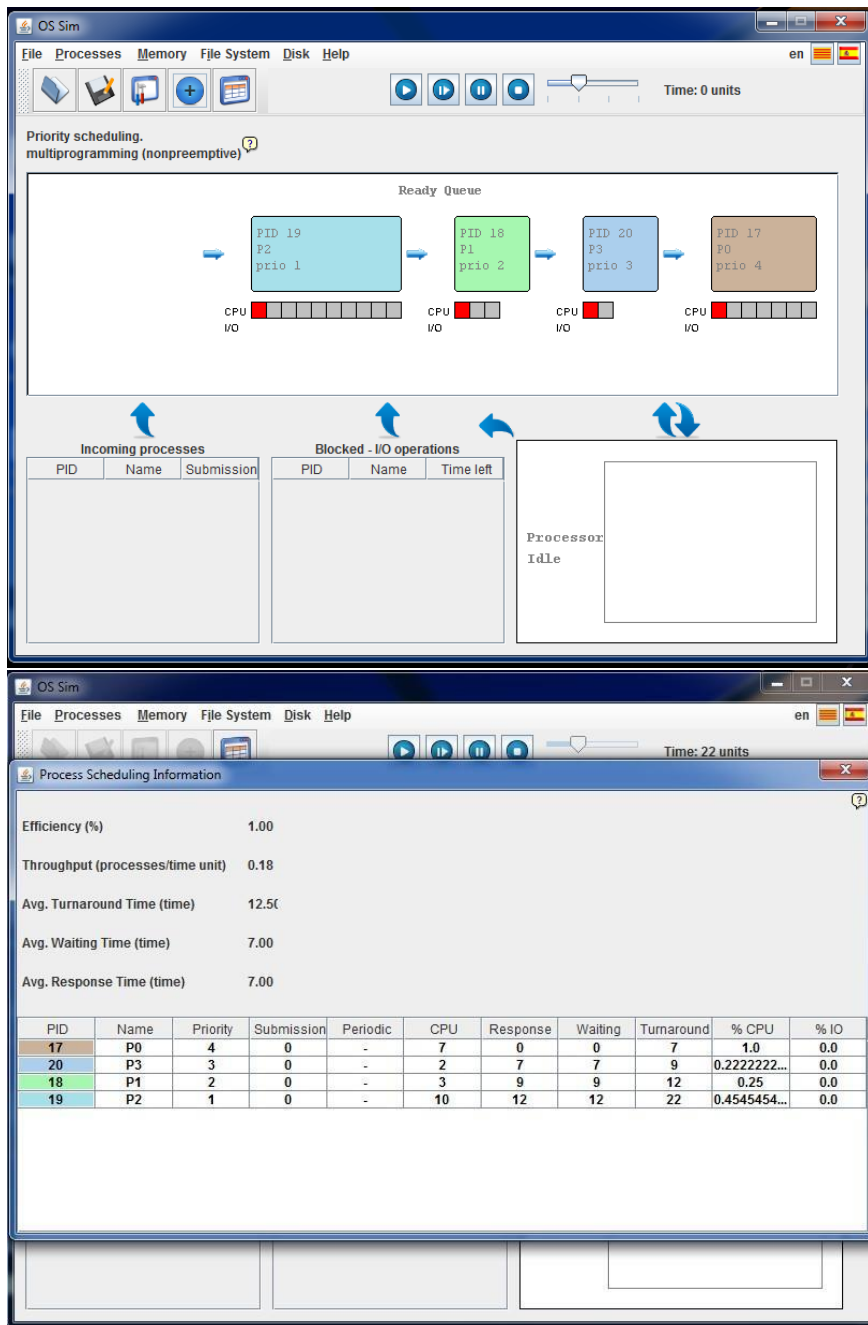 OS Sim
File Processes Memory File System Disk Help en
Time: 0 units
Priority scheduling.
multiprogramming (nonpreemptive) ?
Ready Queue
PID 19 PID 18 PID 20 PID 17
P2 P1 P3 P0
prio 1 prio 2 prio 3 prio 4
CPU CPU CPU CPU
I/O I/O I/O I/O
Incoming processes Blocked - I/O operations
PID Name Submission PID Name Time left
Processor
Idle
OS Sim
File Processes Memory File System Disk Help en
Time: 22 units
Process Scheduling Information
?
Efficiency (%) 1.00
Throughput (processes/time unit) 0.18
Avg. Turnaround Time (time) 12.50
Avg. Waiting Time (time) 7.00
Avg. Response Time (time) 7.00
PID Name Priority Submission Periodic CPU Response Waiting Turnaround % CPU % IO
17 P0 4 0 - 7 0 0 7 1.0 0.0
20 P3 3 0 - 2 7 7 9 0.2222222... 0.0
18 P1 2 0 - 3 9 9 12 0.25 0.0
19 P2 1 0 - 10 12 12 22 0.4545454... 0.0